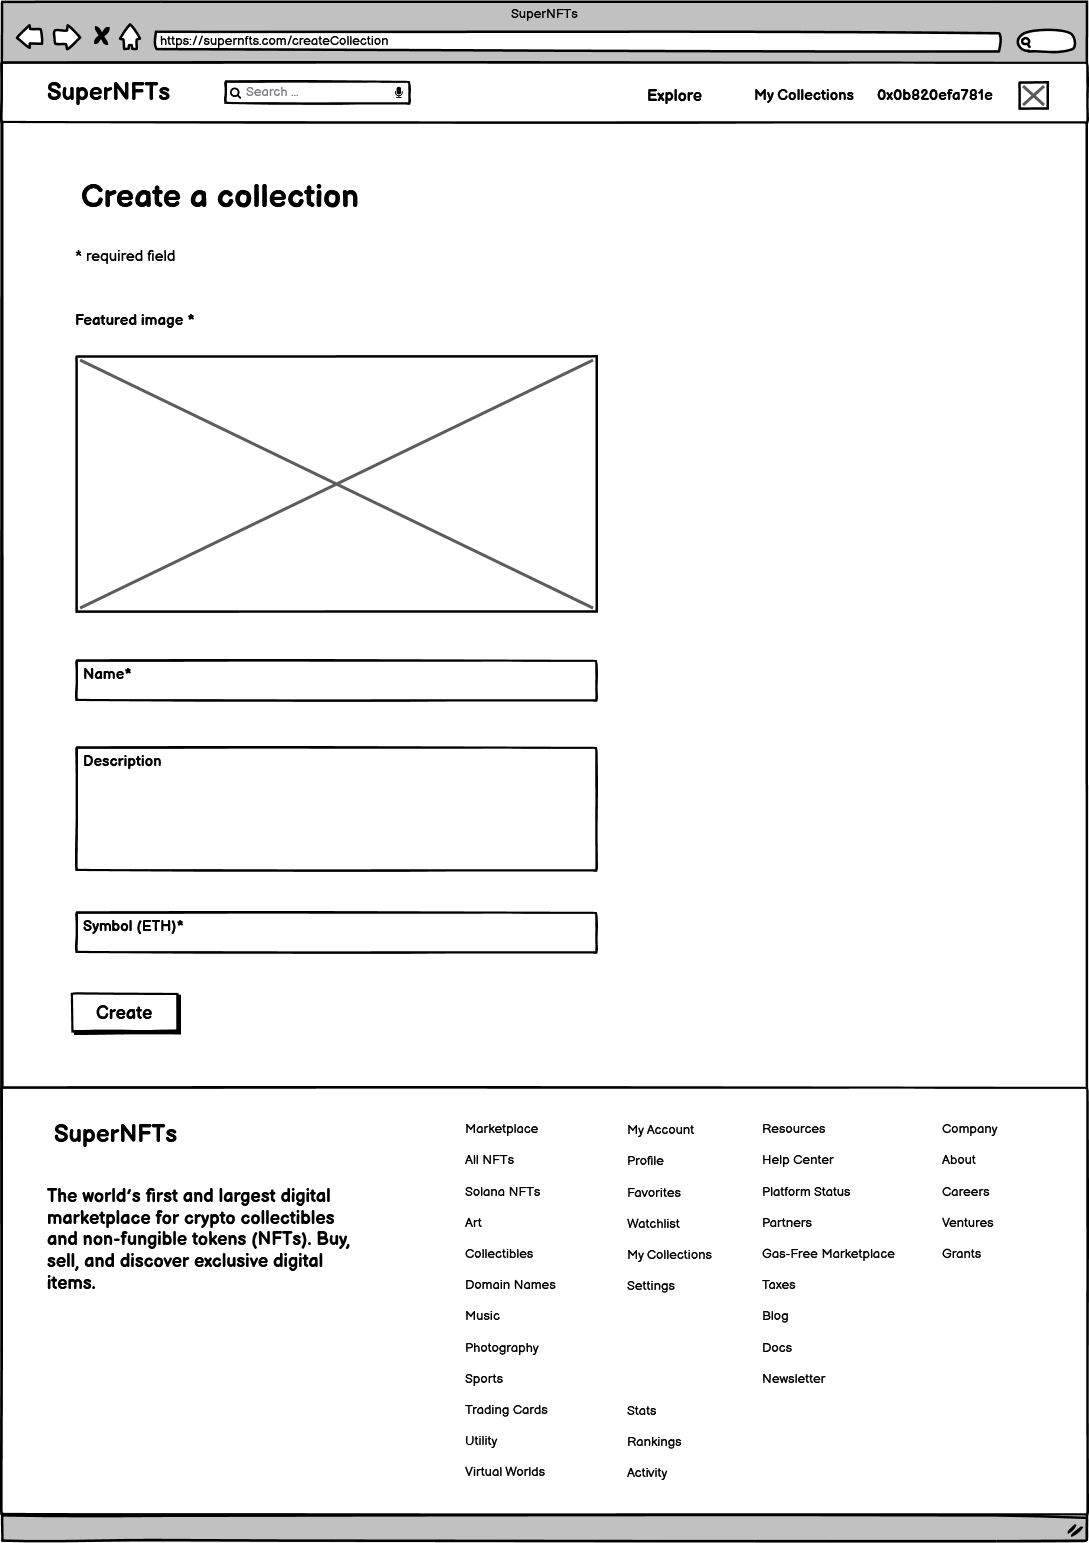 SuperNFTs
https://supernfts.com/createCollection
SuperNFTs
Search ...
Explore
My Collections
0x0b820efa781e
Create a collection
* required field
Featured image *
Name*
Description
Symbol (ETH)*
Create
SuperNFTs
The world's first and largest digital
marketplace for crypto collectibles
and non-fungible tokens (NFTs). Buy,
sell, and discover exclusive digital
items.
Marketplace
All NFTs
Solana NFTs
Art
Collectibles
Domain Names
Music
Photography
Sports
Trading Cards
Utility
Virtual Worlds
My Account
Profile
Favorites
Watchlist
My Collections
Settings
Stats
Rankings
Activity
Resources
Help Center
Platform Status
Partners
Gas-Free Marketplace
Taxes
Blog
Docs
Newsletter
Company
About
Careers
Ventures
Grants